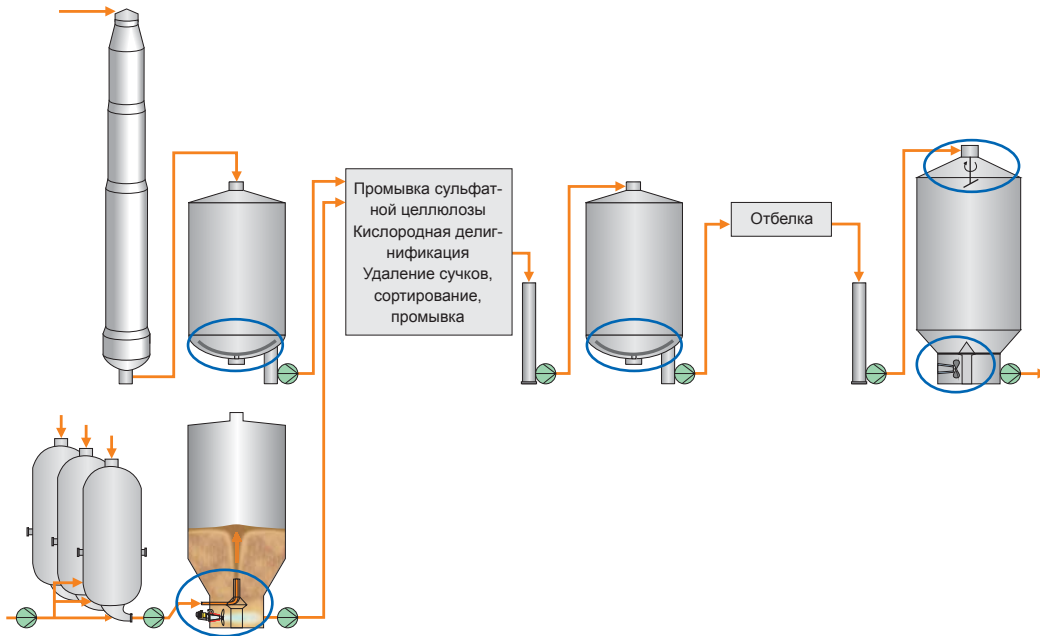 Промывка сульфат-
ной целлюлозы
Кислородная делиг-
нификация
Удаление сучков,
сортирование,
промывка
Отбелка